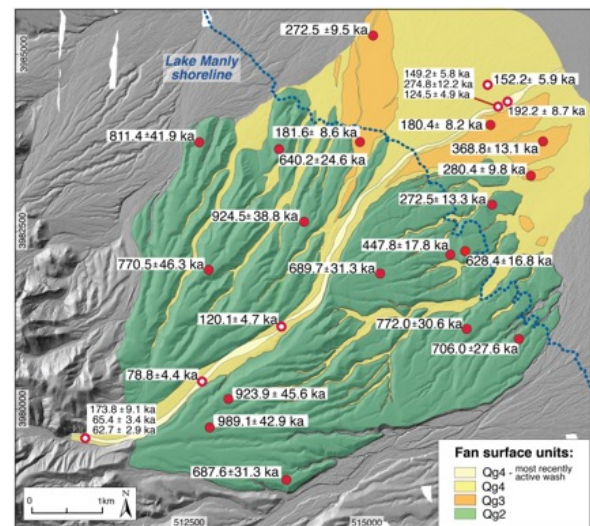 272.5 ±9.5 ka
3985000
Lake Manly
shoreline
149.2± 5.8 ka
274.8±12.2 ka
124.5± 4.9 ka
152.2± 5.9 ka
192.2± 8.7 ka
811.4±41.9 ka
181.6± 8.6 ka
180.4± 8.2 ka
640.2±24.6 ka
368.8±13.1 ka
280.4± 9.8 ka
924.5±38.8 ka
272.5±13.3 ka
3982500
447.8±17.8 ka
770.5±46.3 ka
689.7±31.3 ka
628.4±16.8 ka
120.1± 4.7 ka
772.0±30.6 ka
706.0±27.6 ka
78.8±4.4 ka
923.9±45.6 ka
3980000
173.8±9.1 ka
65.4± 3.4 ka
62.7± 2.9 ka
989.1±42.9 ka
687.6±31.3 ka
Fan surface units:
Qg4 - most recently
active wash
Qg4
Qg3
Qg2
0 1km
N
512500
515000